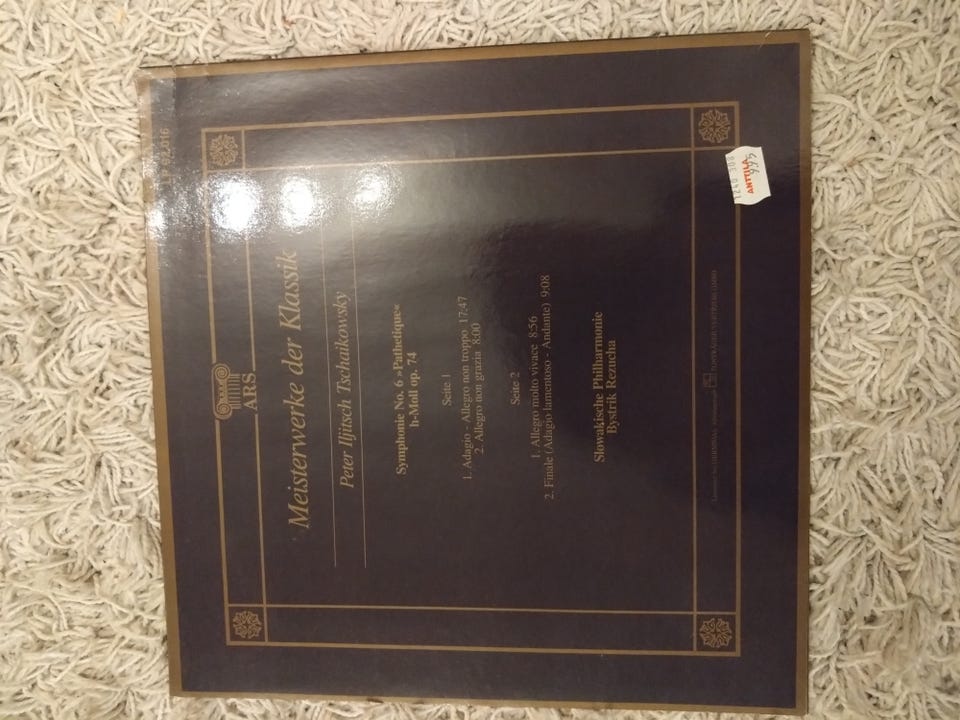 ARS
Meisterwerke der Klassik
Peter Iljitsch Tschaikowsky
Symphonie No. 6 »Pathetique«
h-Moll op. 74
Seite 1
1. Adagio - Allegro non troppo 17:47
2. Allegro non grazia 8:00
Seite 2
1. Allegro molto vivace 8:56
2. Finale (Adagio lamentoso - Andante) 9:08
Slowakische Philharmonie
Bystrik Rezucha
ANTTILA